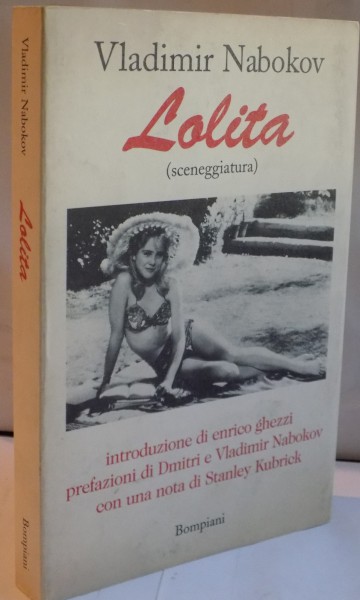 Vladimir Nabokov
Lolita
(sceneggiatura)
introduzione di enrico ghezzi
prefazioni di Dmitri e Vladimir Nabokov
con una nota di Stanley Kubrick
Bompiani
Vladimir Nabokov
Lolita
Bompiani